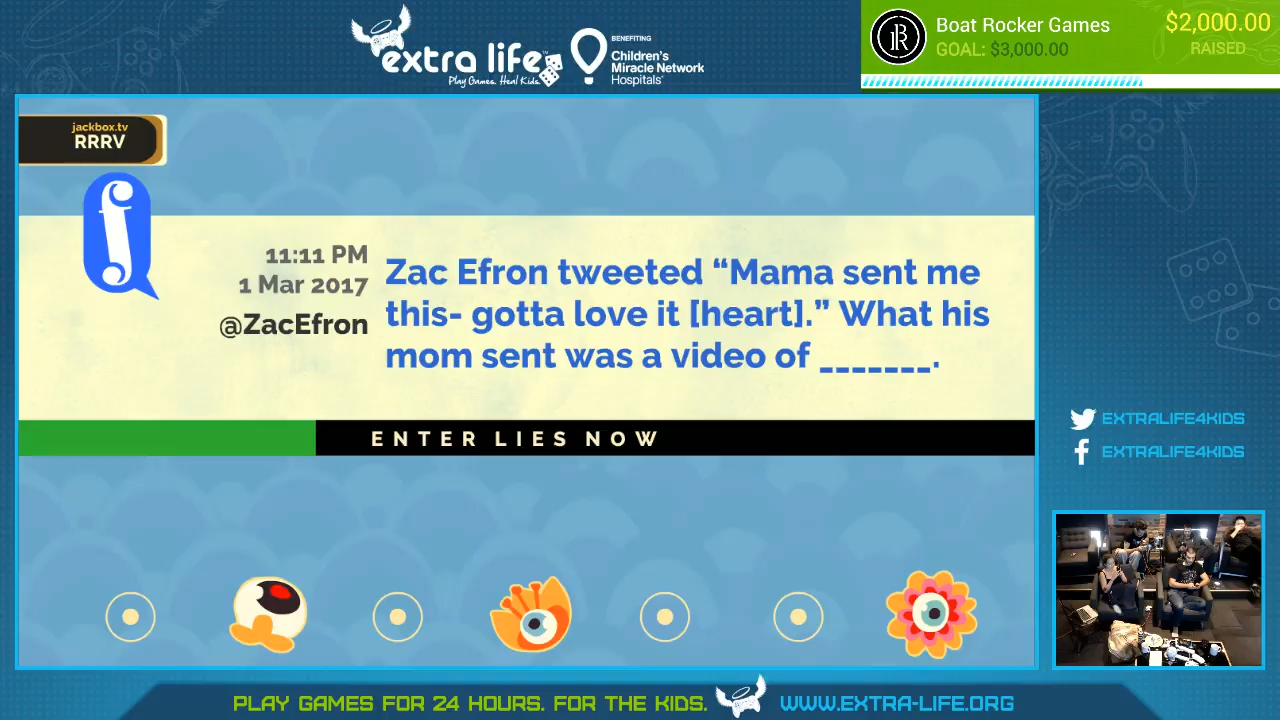 extra life
Play Games. Heal Kids.
BENEFITING
Children's
Miracle Network
Hospitals
Boat Rocker Games
GOAL: $3,000.00
$2,000.00
RAISED
jackbox.tv
RRRV
11:11 PM
1 Mar 2017
@ZacEfron
Zac Efron tweeted “Mama sent me
this- gotta love it [heart].” What his
mom sent was a video of _______.
ENTER LIES NOW
EXTRALIFE4KIDS
EXTRALIFE4KIDS
PLAY GAMES FOR 24 HOURS. FOR THE KIDS.
WWW.EXTRA-LIFE.ORG